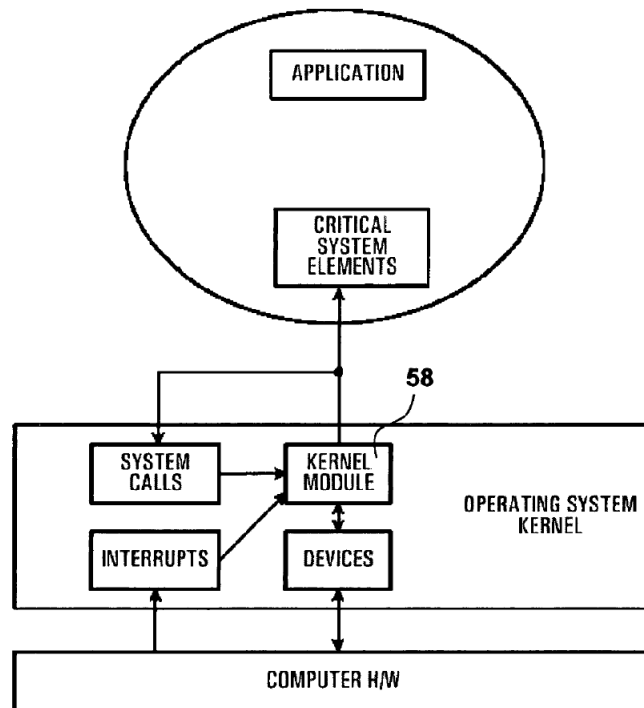 APPLICATION
CRITICAL
SYSTEM
ELEMENTS
58
SYSTEM
CALLS
KERNEL
MODULE
OPERATING SYSTEM
KERNEL
INTERRUPTS
DEVICES
COMPUTER H/W